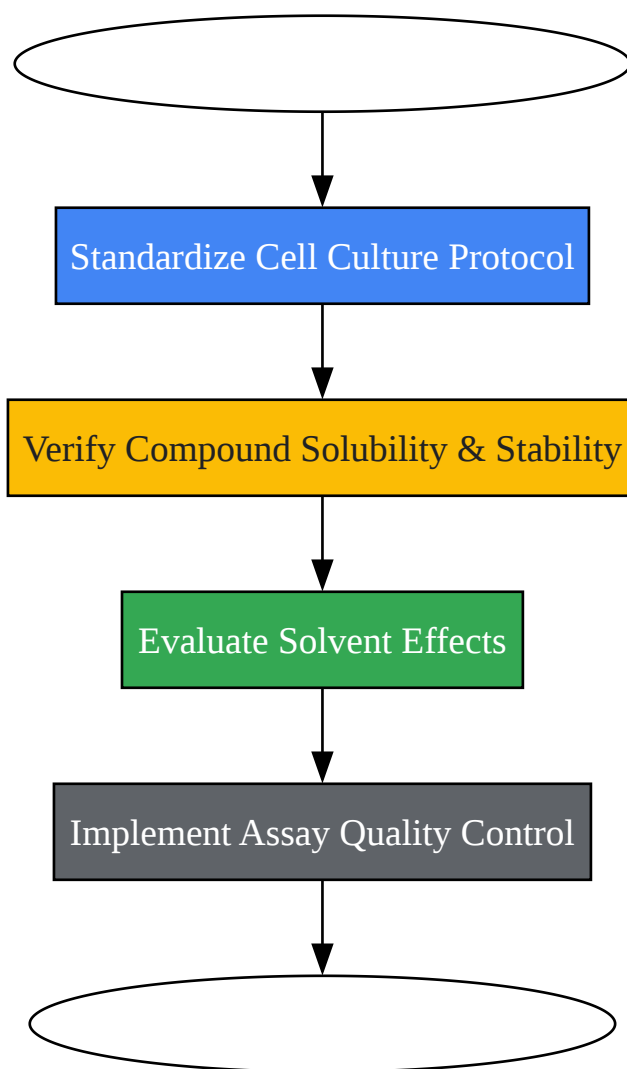 Standardize Cell Culture Protocol
Verify Compound Solubility & Stability
Evaluate Solvent Effects
Implement Assay Quality Control